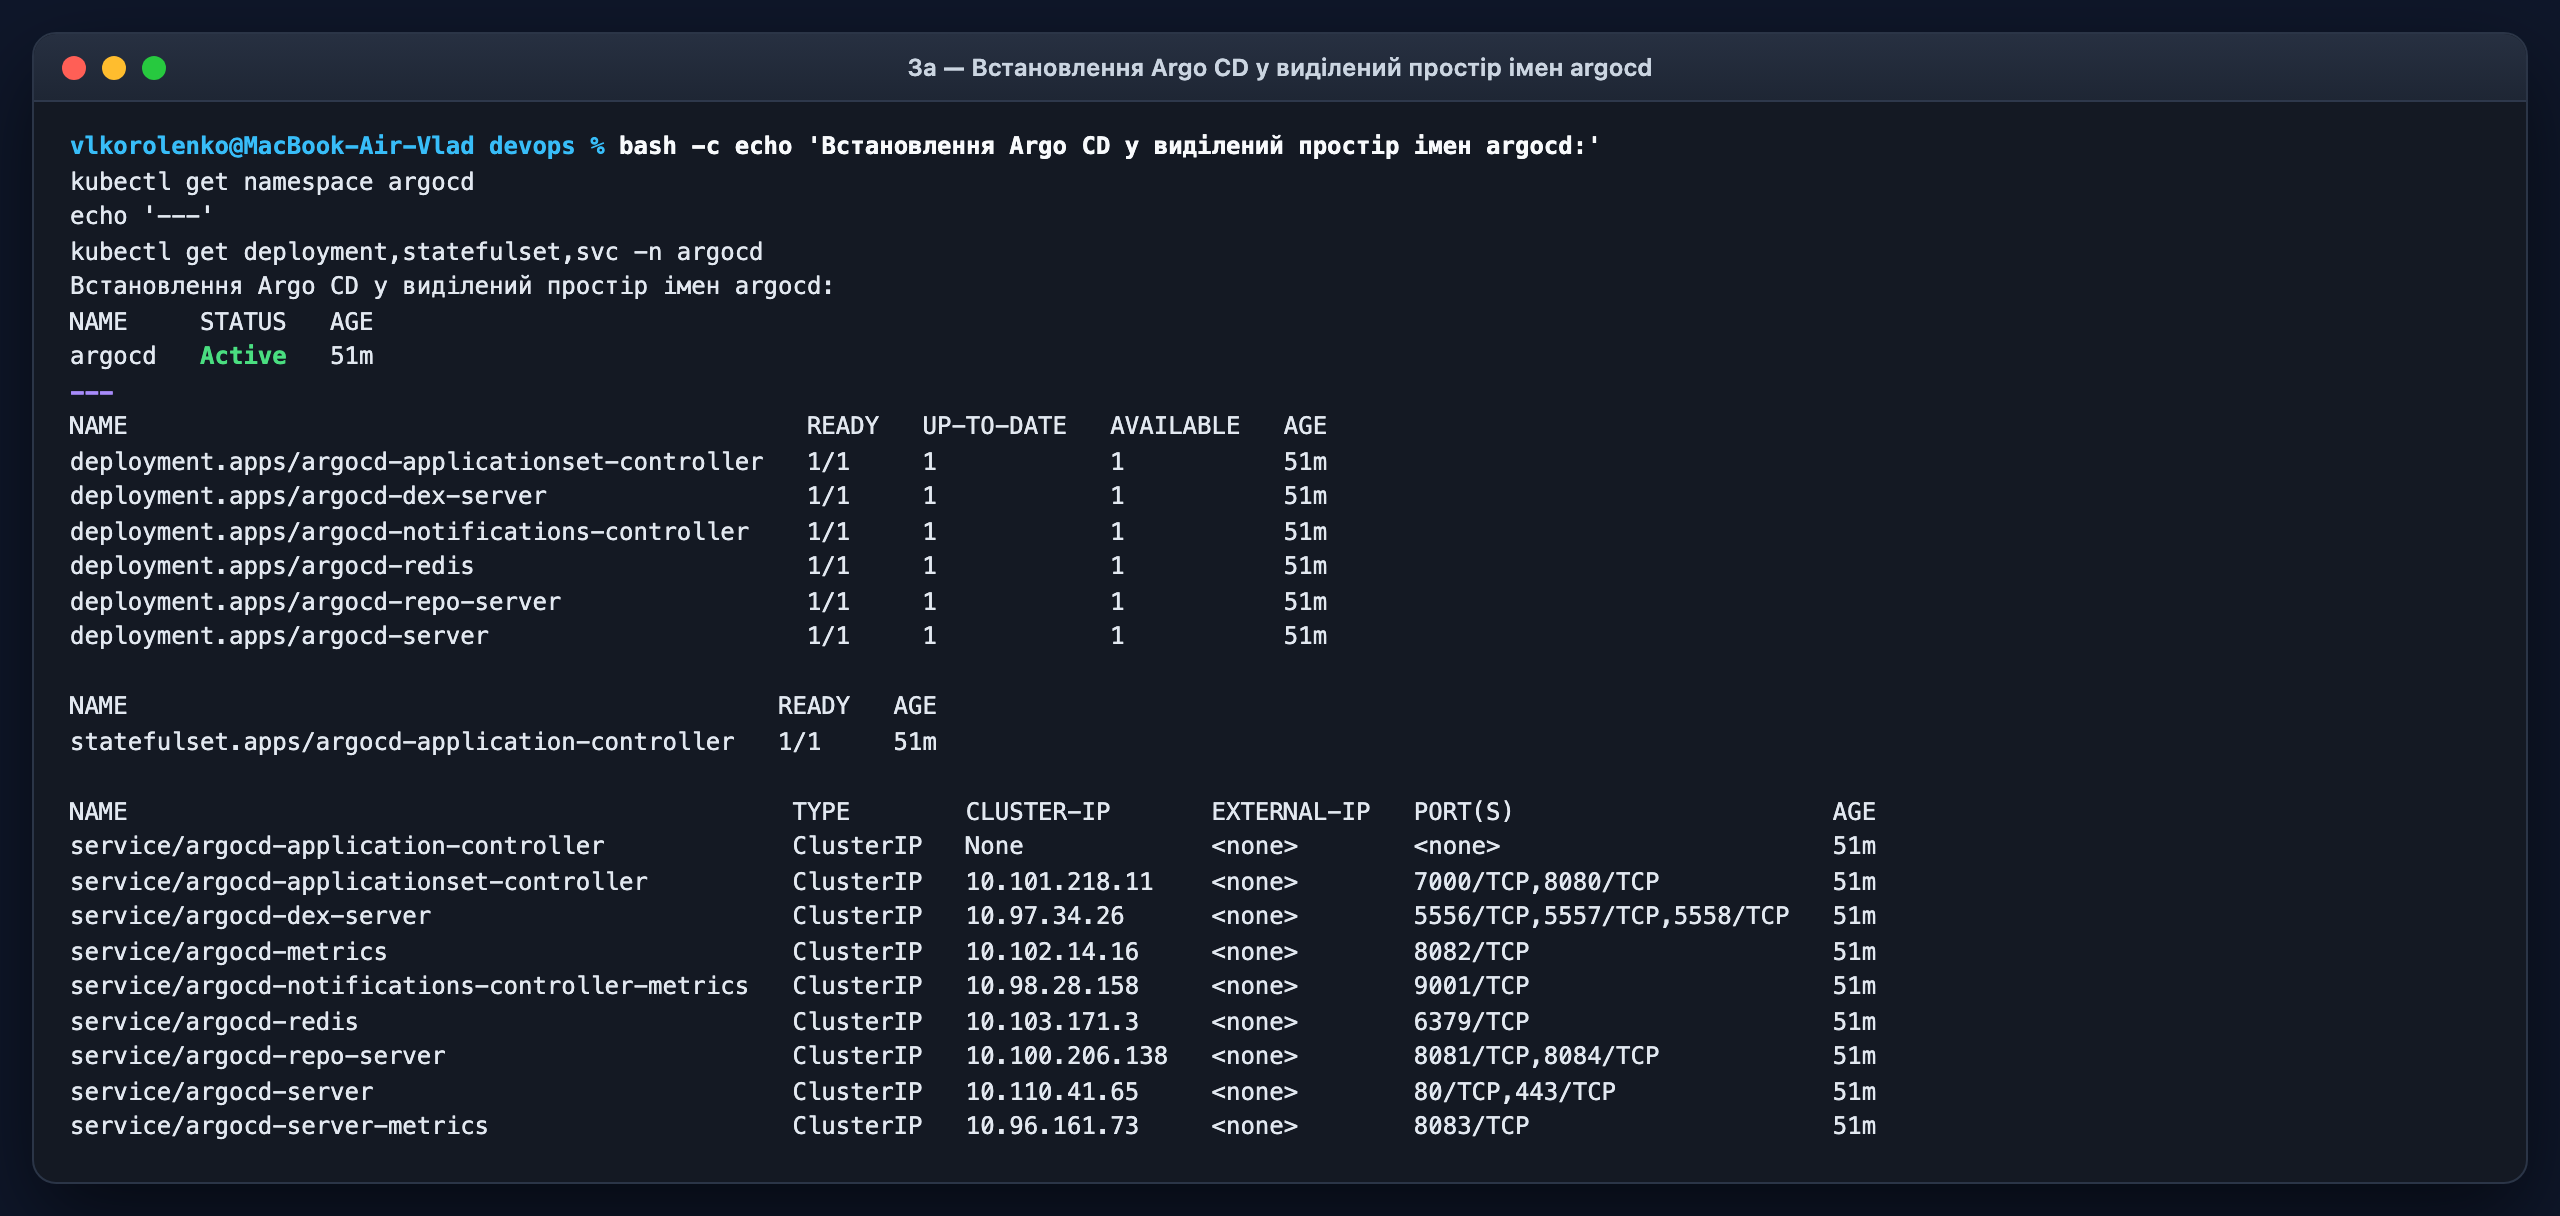 3a — Встановлення Argo CD у виділений простір імен argocd
vlkorolenko@MacBook-Air-Vlad devops % bash -c echo 'Встановлення Argo CD у виділений простір імен argocd:'
kubectl get namespace argocd
echo '---'
kubectl get deployment,statefulset,svc -n argocd
Встановлення Argo CD у виділений простір імен argocd:
NAME     STATUS   AGE
argocd   Active   51m
---
NAME                                               READY   UP-TO-DATE   AVAILABLE   AGE
deployment.apps/argocd-applicationset-controller   1/1     1            1           51m
deployment.apps/argocd-dex-server                  1/1     1            1           51m
deployment.apps/argocd-notifications-controller    1/1     1            1           51m
deployment.apps/argocd-redis                       1/1     1            1           51m
deployment.apps/argocd-repo-server                 1/1     1            1           51m
deployment.apps/argocd-server                      1/1     1            1           51m
NAME                                             READY   AGE
statefulset.apps/argocd-application-controller   1/1     51m
NAME                                              TYPE        CLUSTER-IP       EXTERNAL-IP   PORT(S)                      AGE
service/argocd-application-controller             ClusterIP   None             <none>        <none>                       51m
service/argocd-applicationset-controller          ClusterIP   10.101.218.11    <none>        7000/TCP,8080/TCP            51m
service/argocd-dex-server                         ClusterIP   10.97.34.26      <none>        5556/TCP,5557/TCP,5558/TCP   51m
service/argocd-metrics                            ClusterIP   10.102.14.16     <none>        8082/TCP                     51m
service/argocd-notifications-controller-metrics   ClusterIP   10.98.28.158     <none>        9001/TCP                     51m
service/argocd-redis                              ClusterIP   10.103.171.3     <none>        6379/TCP                     51m
service/argocd-repo-server                        ClusterIP   10.100.206.138   <none>        8081/TCP,8084/TCP            51m
service/argocd-server                             ClusterIP   10.110.41.65     <none>        80/TCP,443/TCP               51m
service/argocd-server-metrics                     ClusterIP   10.96.161.73     <none>        8083/TCP                     51m